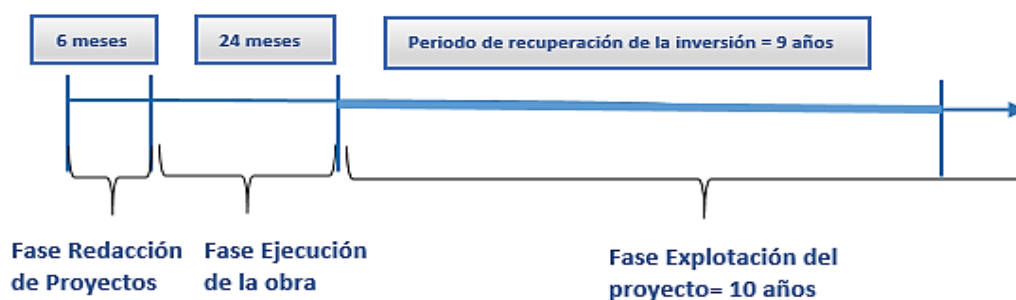 6 meses
24 meses
Periodo de recuperación de la inversión = 9 años
Fase Redacción
de Proyectos
Fase Ejecución
de la obra
Fase Explotación del
proyecto= 10 años